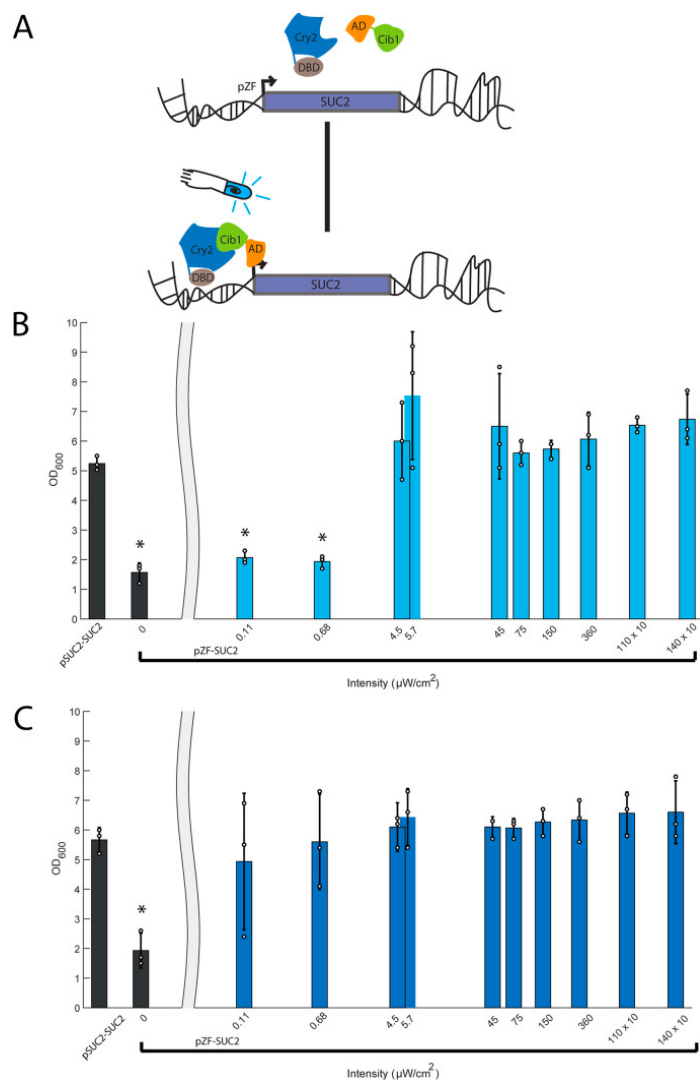 A
Cry2
AD
Cib1
DBD
pZF
SUC2
Cry2
Cib1
AD
DBD
SUC2
B
10
9
8
7
6
5
4
3
2
1
0
OD600
*
*
*
pSUC2-SUC2
0
0.11
0.68
4.5
5.7
45
75
150
360
110 x 10
140 x 10
pZF-SUC2
Intensity (µW/cm²)
C
10
9
8
7
6
5
4
3
2
1
0
OD600
*
pSUC2-SUC2
0
0.11
0.68
4.5
5.7
45
75
150
360
110 x 10
140 x 10
pZF-SUC2
Intensity (µW/cm²)